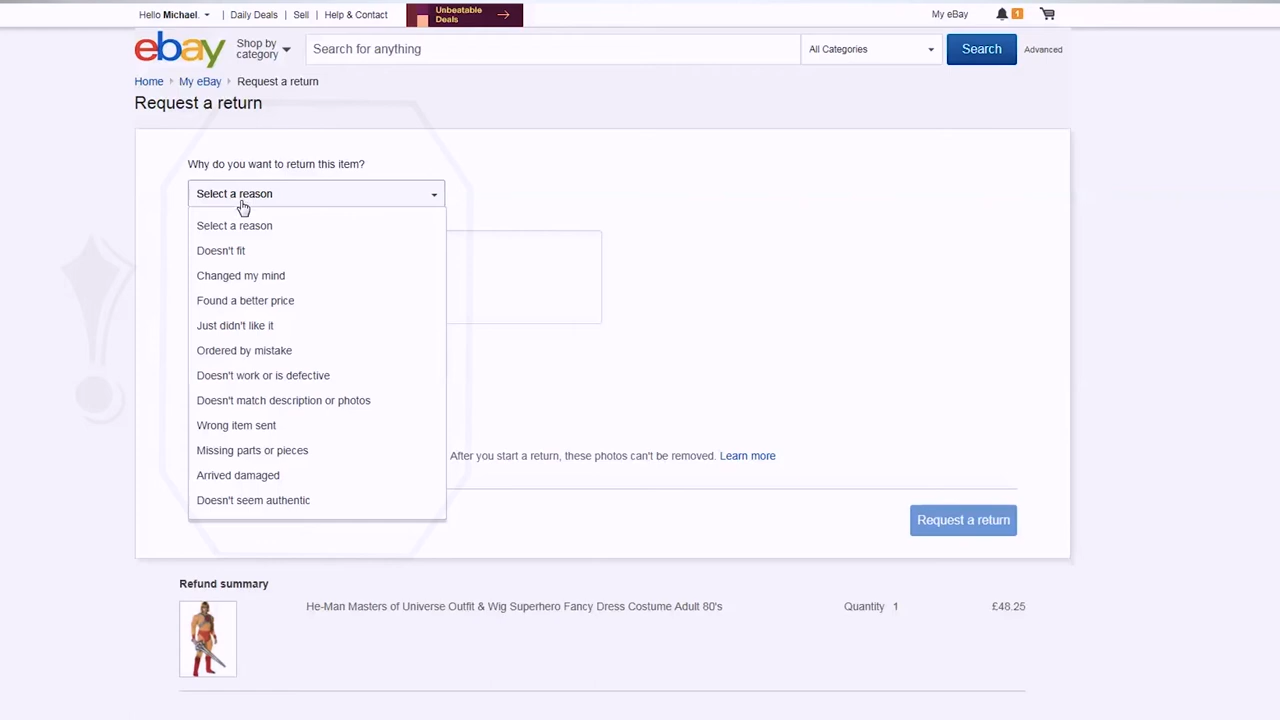 Hello Michael. Daily Deals Sell Help & Contact Unbeatable Deals My eBay 1
ebay Shop by category Search for anything All Categories Search Advanced
Home My eBay Request a return
Request a return
Why do you want to return this item?
Select a reason
Select a reason
Doesn't fit
Changed my mind
Found a better price
Just didn't like it
Ordered by mistake
Doesn't work or is defective
Doesn't match description or photos
Wrong item sent
Missing parts or pieces
After you start a return, these photos can't be removed. Learn more
Arrived damaged
Doesn't seem authentic
Request a return
Refund summary
He-Man Masters of Universe Outfit & Wig Superhero Fancy Dress Costume Adult 80's Quantity 1 £48.25